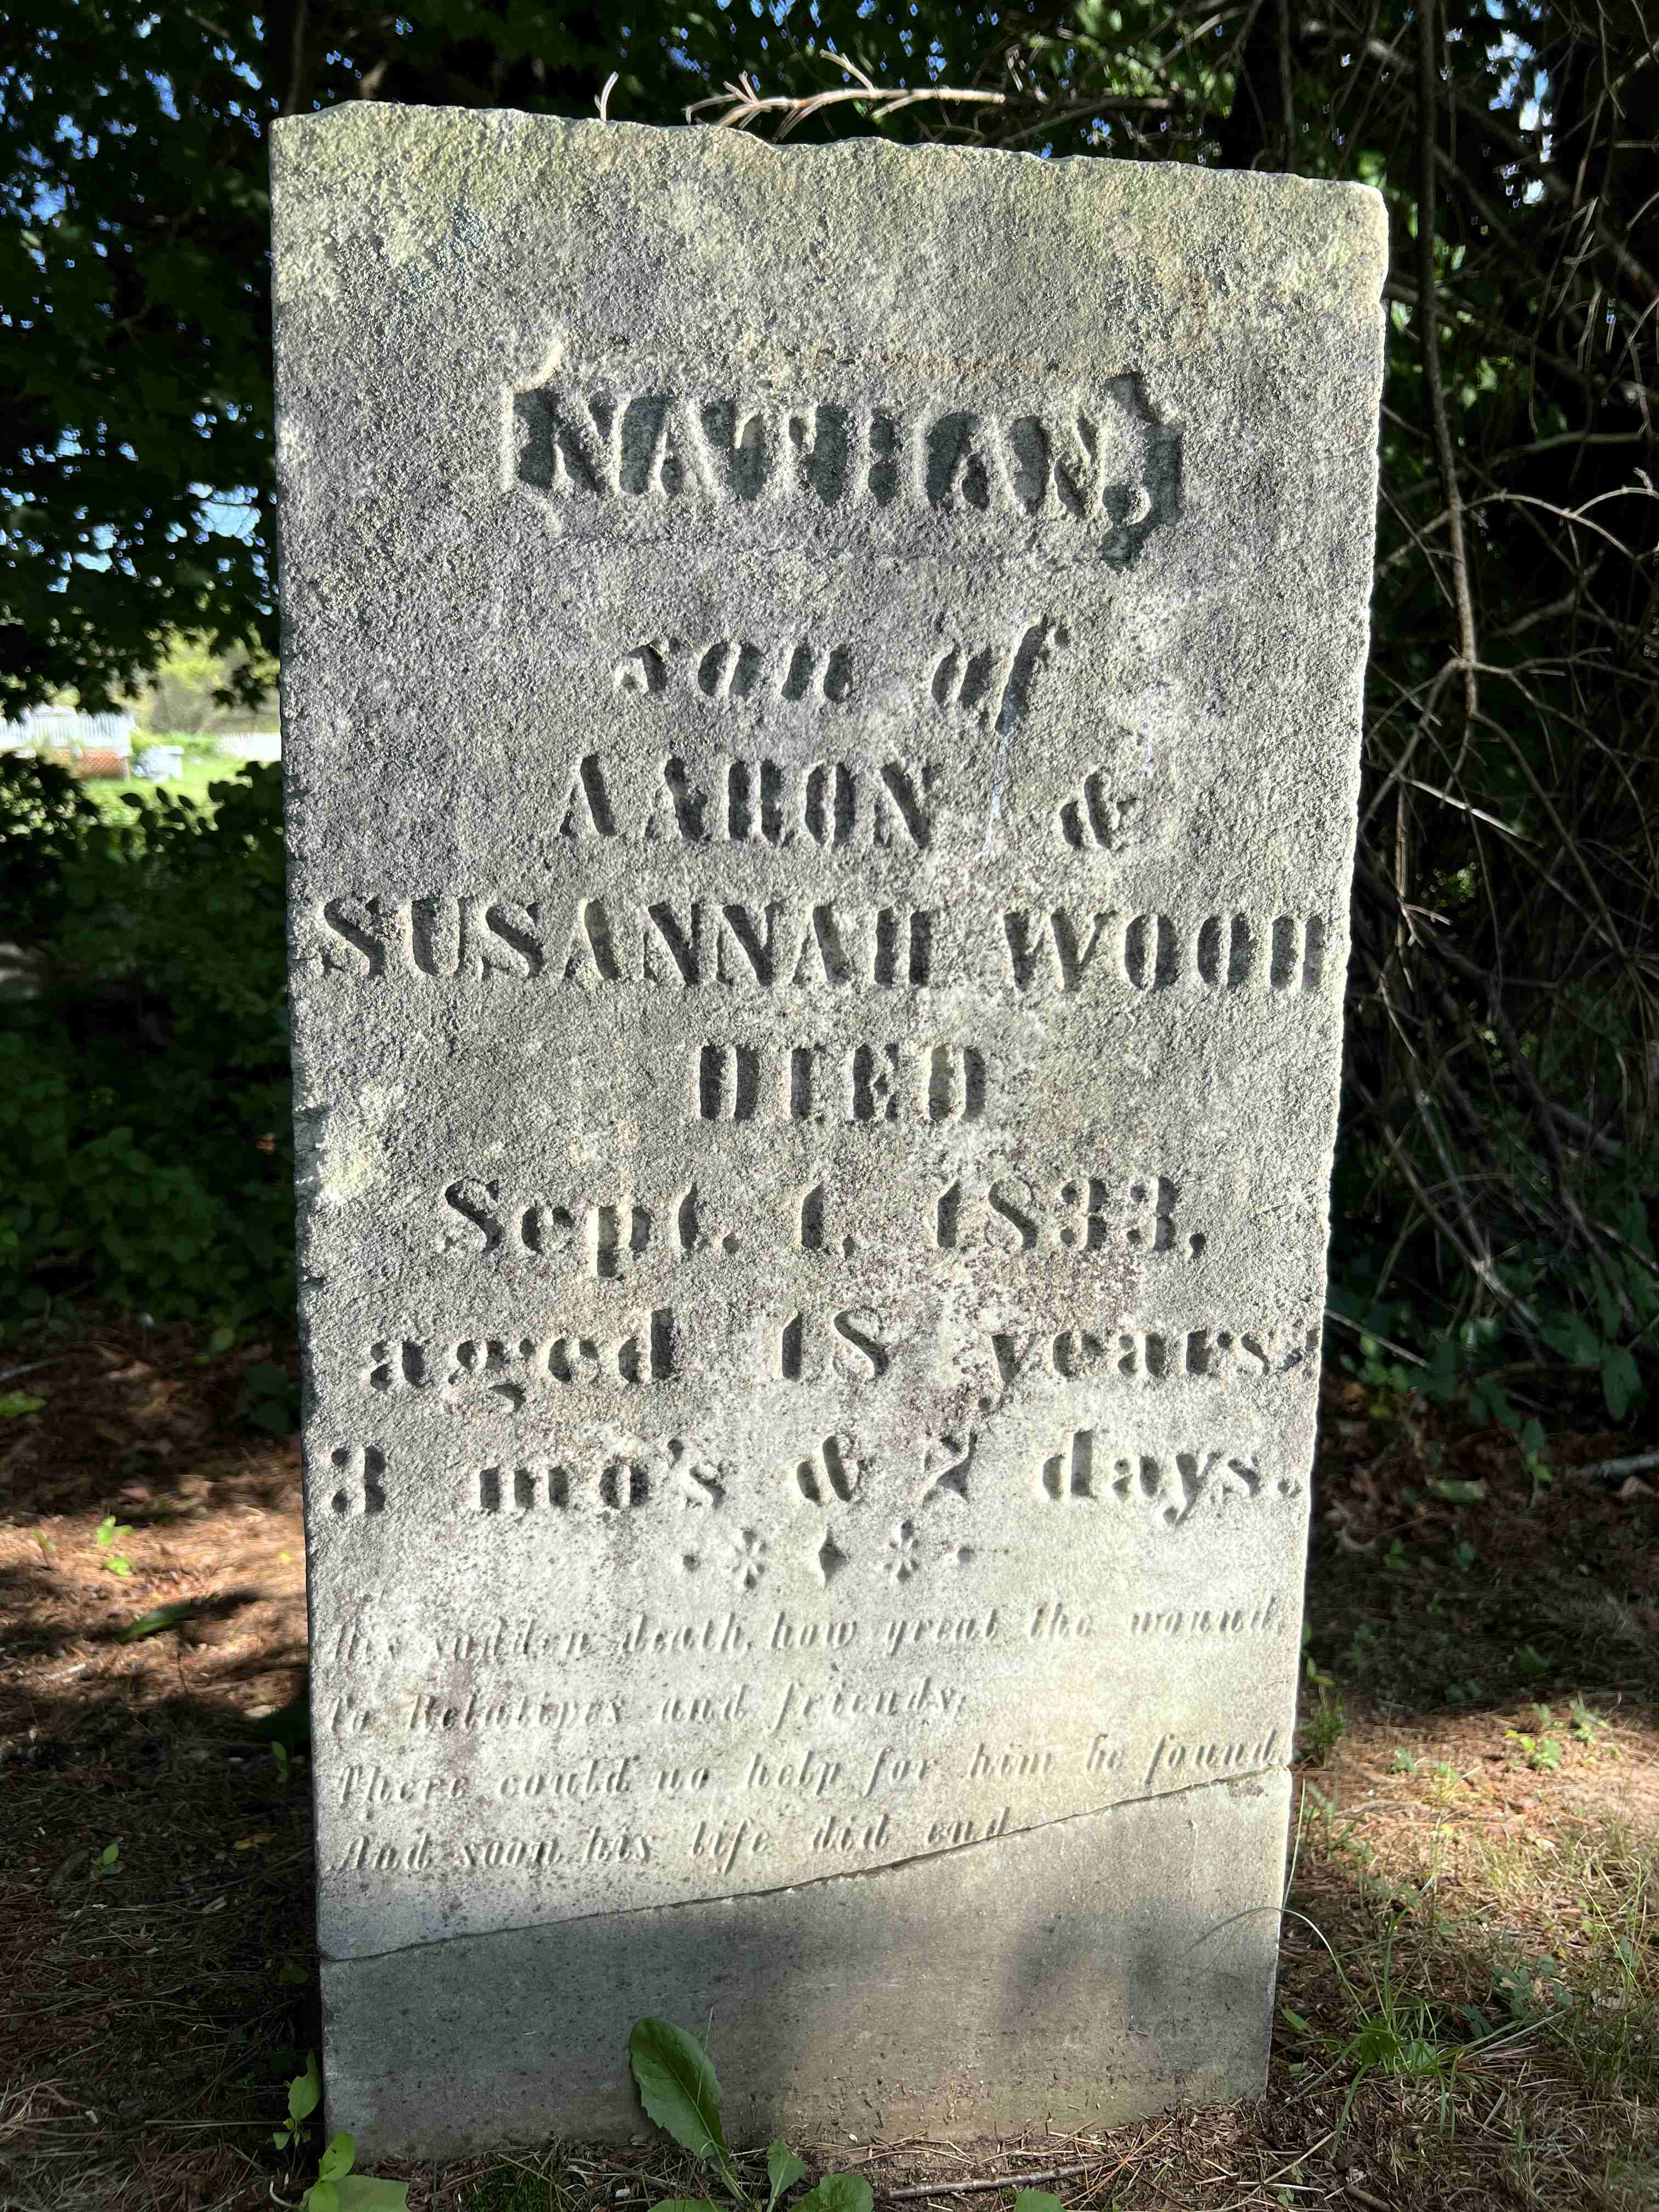 NATHAN,
son of
AARON &
SUSANNAH WOOD
DIED
Sept. 1, 1833,
aged 18 years,
3 mo's & 2 days.
His sudden death, how great the wound,
To Relatives and friends;
There could no help for him be found,
And soon his life did end